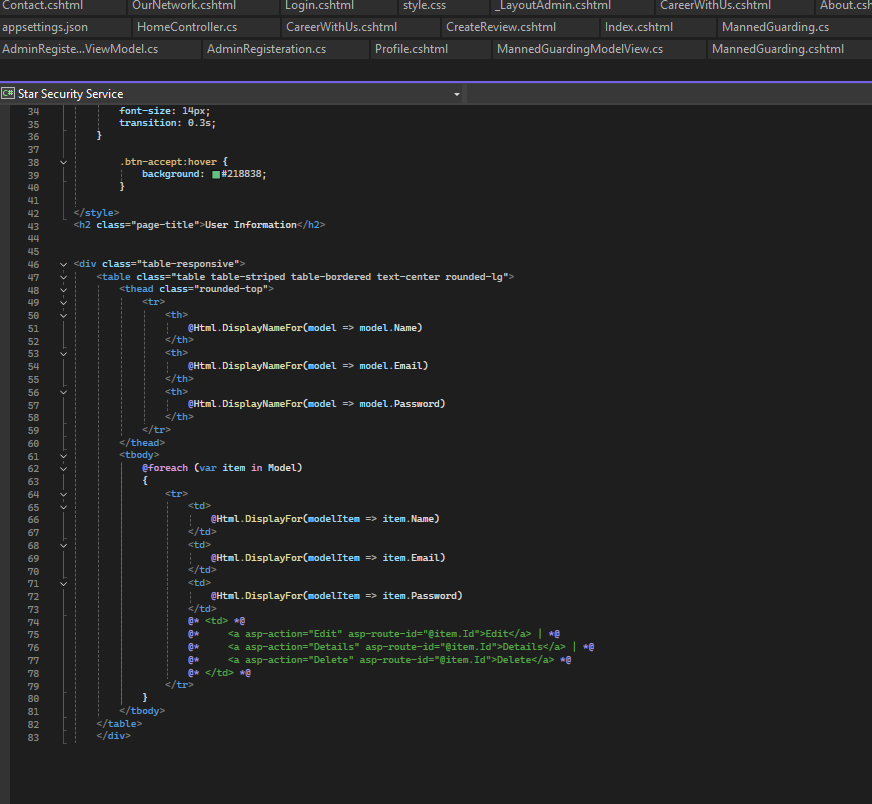 Contact.cshtml OurNetwork.cshtml Login.cshtml style.css _LayoutAdmin.cshtml CareerWithUs.cshtml About.csh
appsettings.json HomeController.cs CareerWithUs.cshtml CreateReview.cshtml Index.cshtml MannedGuarding.cs
AdminRegiste...ViewModel.cs AdminRegisteration.cs Profile.cshtml MannedGuardingModelView.cs MannedGuarding.cshtml
C# Star Security Service
34 font-size: 14px;
35 transition: 0.3s;
36 }
37
38 .btn-accept:hover {
39 background: #218838;
40 }
41
42 </style>
43 <h2 class="page-title">User Information</h2>
44
45
46 <div class="table-responsive">
47 <table class="table table-striped table-bordered text-center rounded-lg">
48 <thead class="rounded-top">
49 <tr>
50 <th>
51 @Html.DisplayNameFor(model => model.Name)
52 </th>
53 <th>
54 @Html.DisplayNameFor(model => model.Email)
55 </th>
56 <th>
57 @Html.DisplayNameFor(model => model.Password)
58 </th>
59 </tr>
60 </thead>
61 <tbody>
62 @foreach (var item in Model)
63 {
64 <tr>
65 <td>
66 @Html.DisplayFor(modelItem => item.Name)
67 </td>
68 <td>
69 @Html.DisplayFor(modelItem => item.Email)
70 </td>
71 <td>
72 @Html.DisplayFor(modelItem => item.Password)
73 </td>
74 @* <td> *@
75 @* <a asp-action="Edit" asp-route-id="@item.Id">Edit</a> | *@
76 @* <a asp-action="Details" asp-route-id="@item.Id">Details</a> | *@
77 @* <a asp-action="Delete" asp-route-id="@item.Id">Delete</a> *@
78 @* </td> *@
79 </tr>
80 }
81 </tbody>
82 </table>
83 </div>